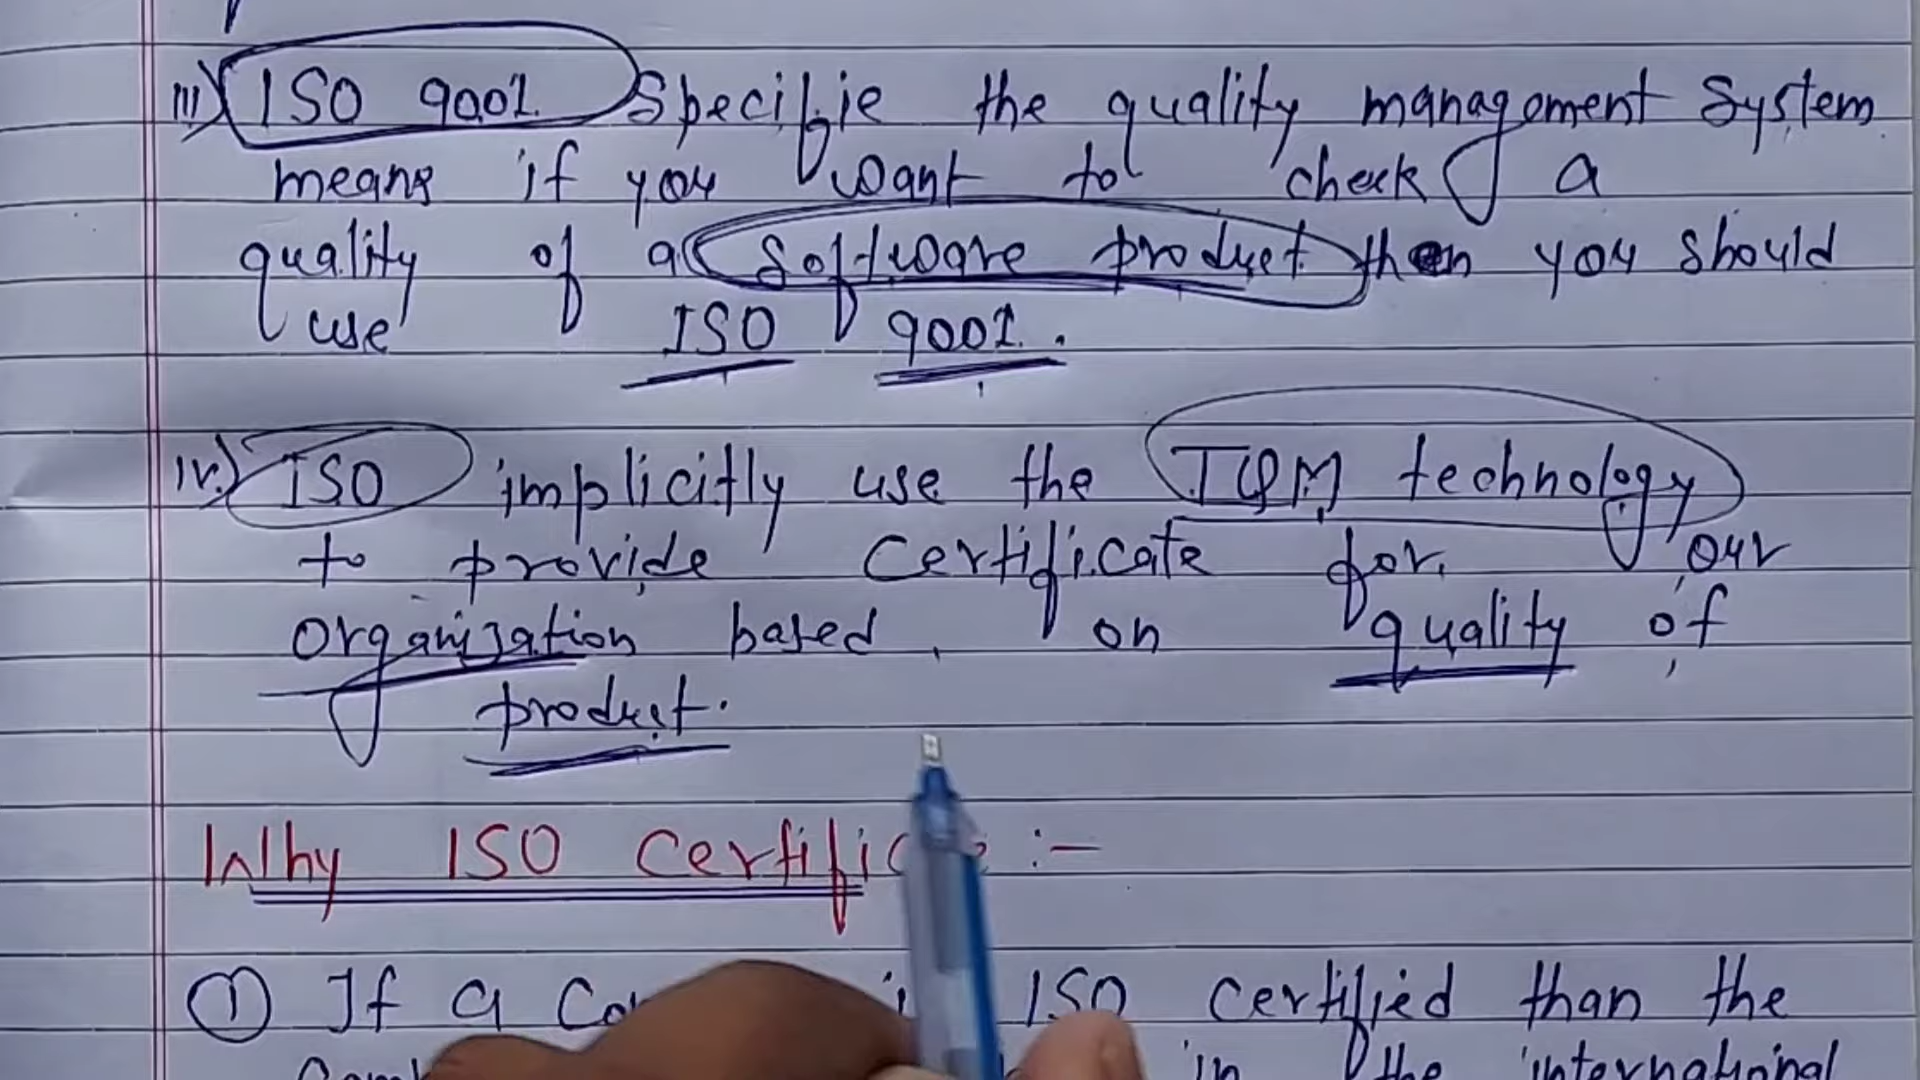 III) ISO 9001 Specifie the quality management System
means if you want to check a
quality of a Software product then you should
use ISO 9001.
IV.) ISO implicitly use the TQM technology
to provide Certificate for our
organization based on quality of
product.
Why ISO :-
① If a ISO certified than the
in the international